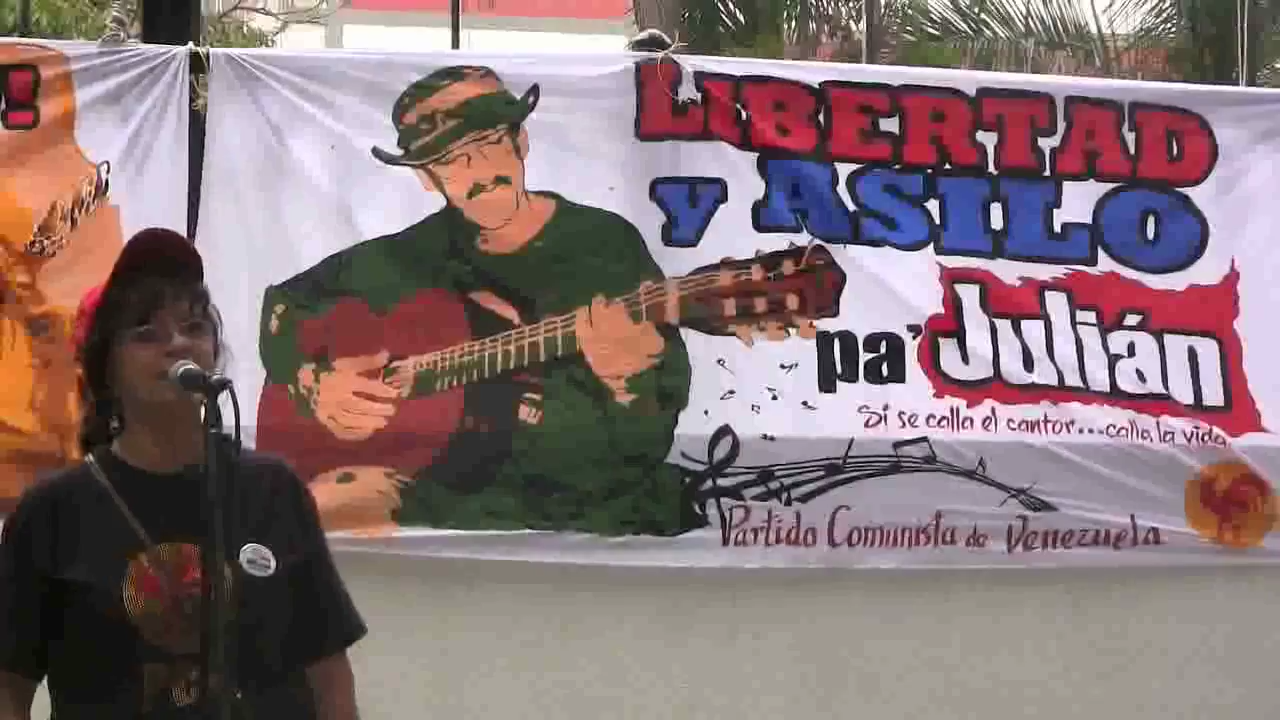 !
LIBERTAD
y ASILO
pa' Julián
Si se calla el cantor...calla la vida
Partido Comunista de Venezuela